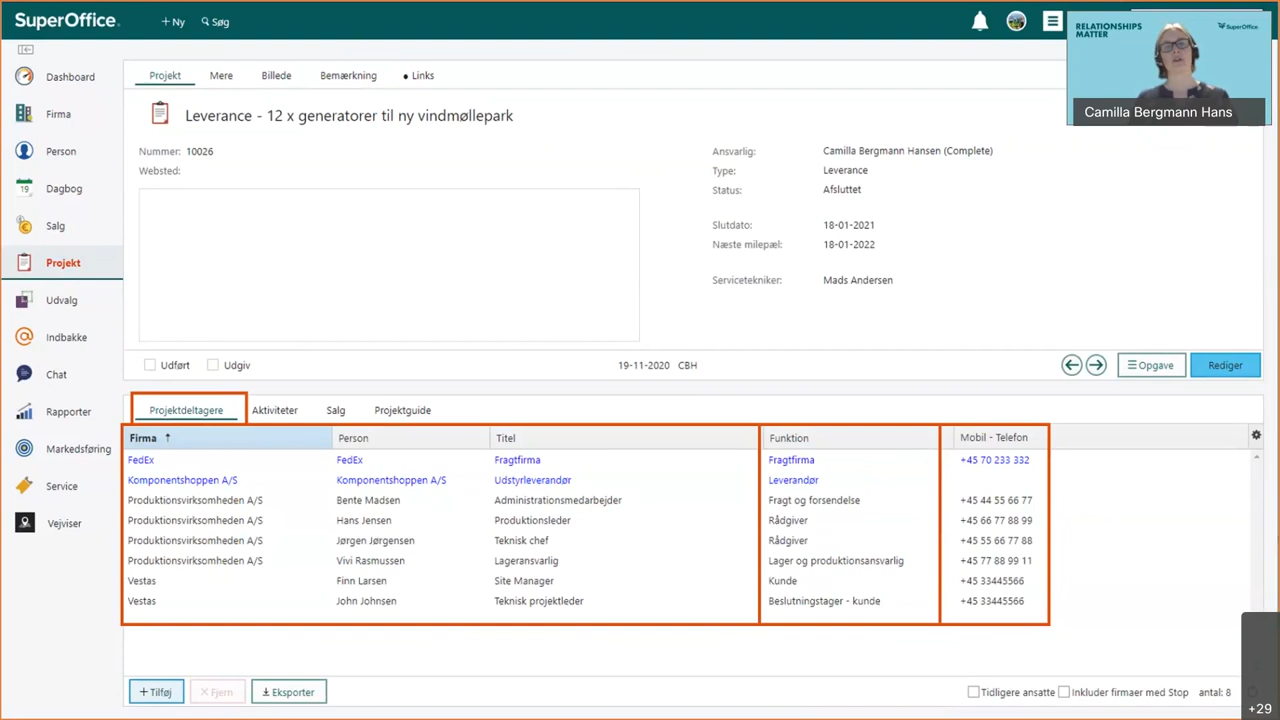 SuperOffice.
+ Ny
Søg
RELATIONSHIPS
MATTER
SuperOffice
Camilla Bergmann Hans
Dashboard
Firma
Person
19
Dagbog
Salg
Projekt
Udvalg
Indbakke
Chat
Rapporter
Markedsføring
Service
Vejviser
Projekt Mere Billede Bemærkning Links
Leverance - 12 x generatorer til ny vindmøllepark
Nummer: 10026
Websted:
Ansvarlig: Camilla Bergmann Hansen (Complete)
Type: Leverance
Status: Afsluttet
Slutdato: 18-01-2021
Næste milepæl: 18-01-2022
Servicetekniker: Mads Andersen
Udført Udgiv 19-11-2020 CBH Opgave Rediger
Projektdeltagere Aktiviteter Salg Projektguide
Firma ↑ Person Titel Funktion Mobil - Telefon
FedEx FedEx Fragtfirma Fragtfirma +45 70 233 332
Komponentshoppen A/S Komponentshoppen A/S Udstyrleverandør Leverandør
Produktionsvirksomheden A/S Bente Madsen Administrationsmedarbejder Fragt og forsendelse +45 44 55 66 77
Produktionsvirksomheden A/S Hans Jensen Produktionsleder Rådgiver +45 66 77 88 99
Produktionsvirksomheden A/S Jørgen Jørgensen Teknisk chef Rådgiver +45 55 66 77 88
Produktionsvirksomheden A/S Vivi Rasmussen Lageransvarlig Lager og produktionsansvarlig +45 77 88 99 11
Vestas Finn Larsen Site Manager Kunde +45 33445566
Vestas John Johnsen Teknisk projektleder Beslutningstager - kunde +45 33445566
+ Tilføj × Fjern Eksporter Tidligere ansatte Inkluder firmaer med Stop antal: 8
+29